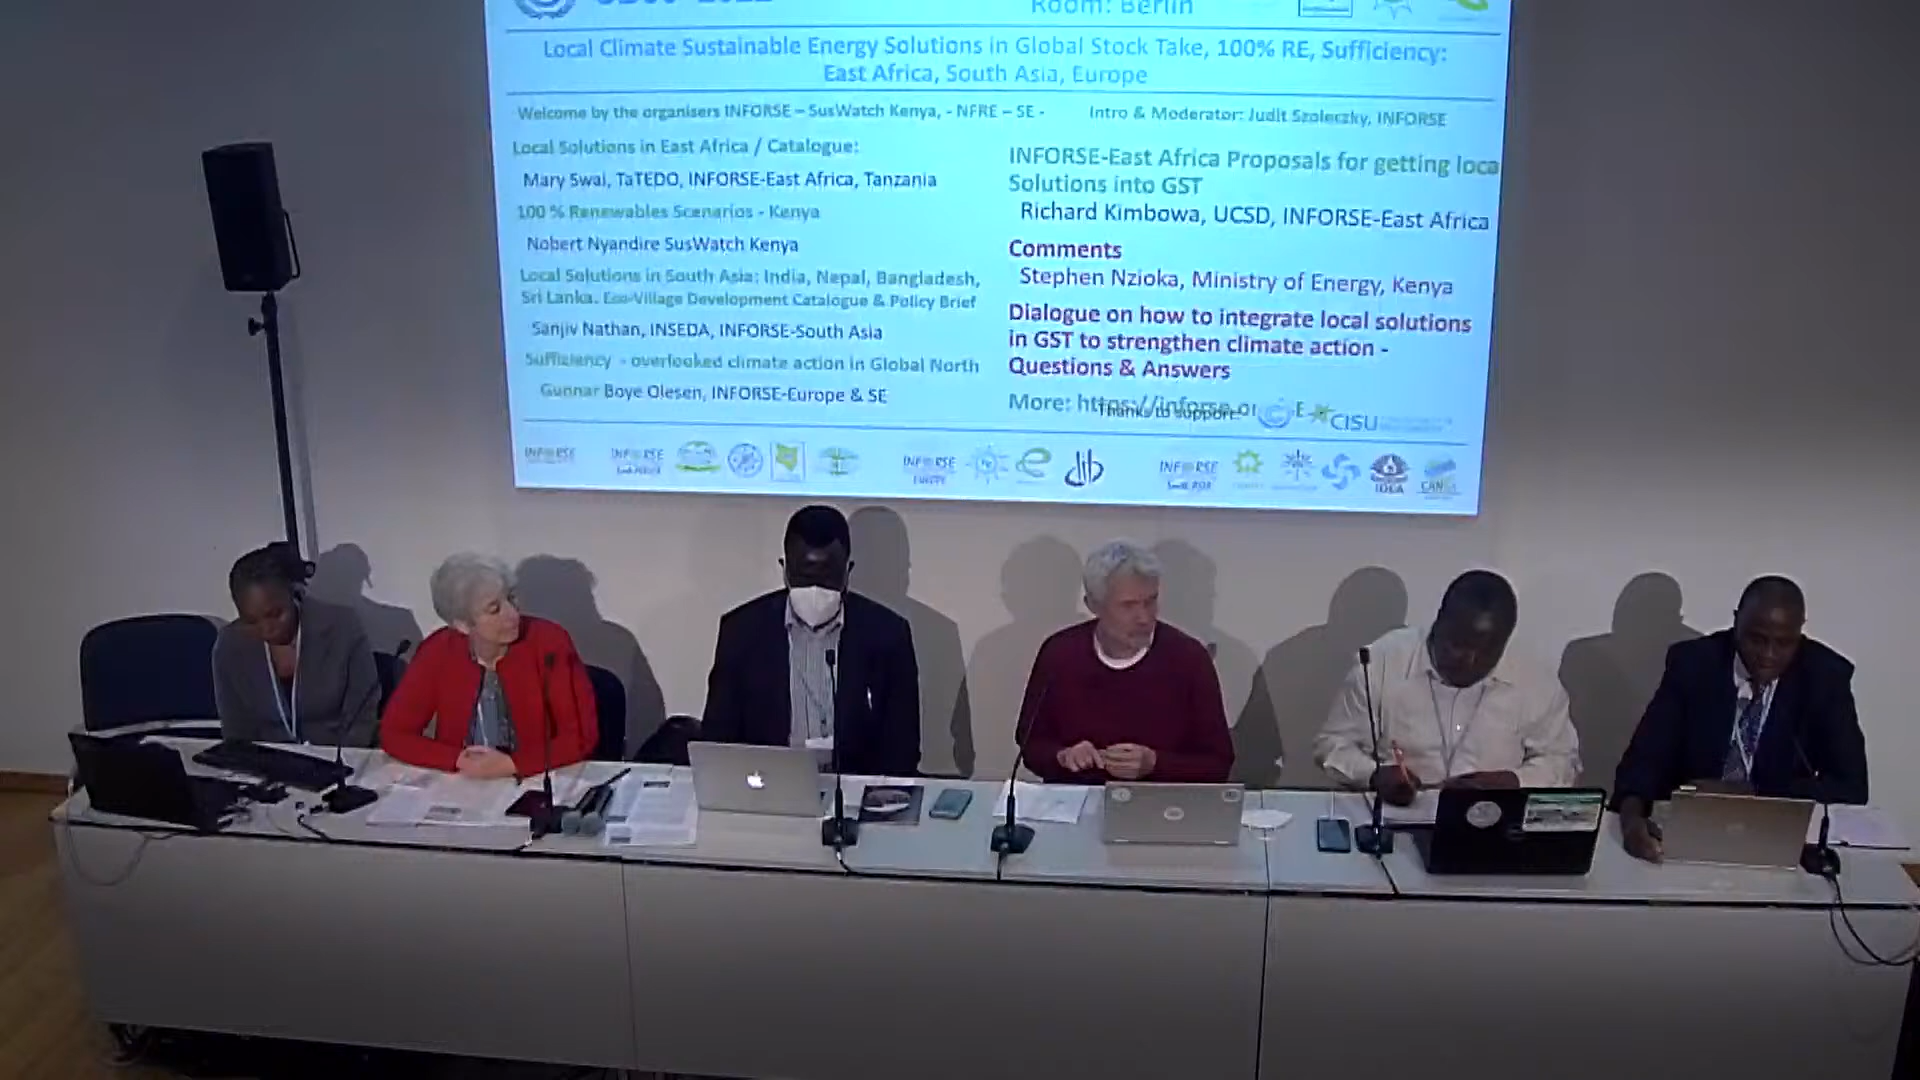 Room: Berlin
Local Climate Sustainable Energy Solutions in Global Stock Take, 100% RE, Sufficiency:
East Africa, South Asia, Europe
Welcome by the organisers INFORSE – SusWatch Kenya, - NFRE – SE -
Intro & Moderator: Judit Szoleczky, INFORSE
Local Solutions in East Africa / Catalogue:
Mary Swai, TaTEDO, INFORSE-East Africa, Tanzania
100 % Renewables Scenarios - Kenya
Nobert Nyandire SusWatch Kenya
Local Solutions in South Asia: India, Nepal, Bangladesh,
Sri Lanka. Eco-Village Development Catalogue & Policy Brief
Sanjiv Nathan, INSEDA, INFORSE-South Asia
Sufficiency - overlooked climate action in Global North
Gunnar Boye Olesen, INFORSE-Europe & SE
INFORSE-East Africa Proposals for getting loca
Solutions into GST
Richard Kimbowa, UCSD, INFORSE-East Africa
Comments
Stephen Nzioka, Ministry of Energy, Kenya
Dialogue on how to integrate local solutions
in GST to strengthen climate action -
Questions & Answers
More: https://inforse.or
Thanks to support:
CISU
INFORSE
INFORSE
INFORSE
EUROPE
dib
INFORSE
South Asia
IDEA
CANSA